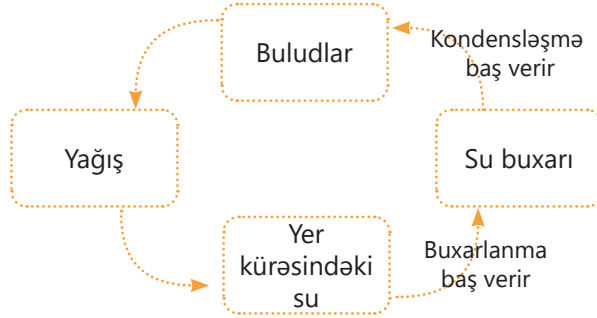 Buludlar
Kondensləşmə
baş verir
Yağış
Su buxarı
Yer
kürəsindəki
su
Buxarlanma
baş verir